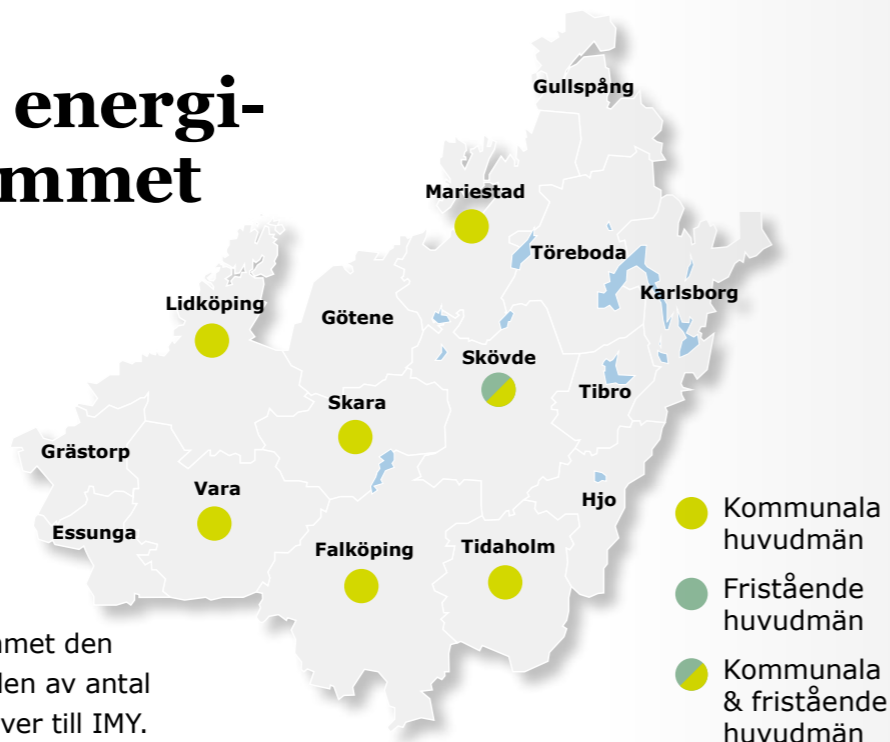 energi-
mmet
Gullspång
Mariestad
Töreboda
Karlsborg
Lidköping
Götene
Skövde
Tibro
Skara
Grästorp
Vara
Hjo
Essunga
Falköping
Tidaholm
Kommunala
huvudmän
Fristående
huvudmän
Kommunala
& fristående
huvudmän
met den
len av antal
ver till IMY.